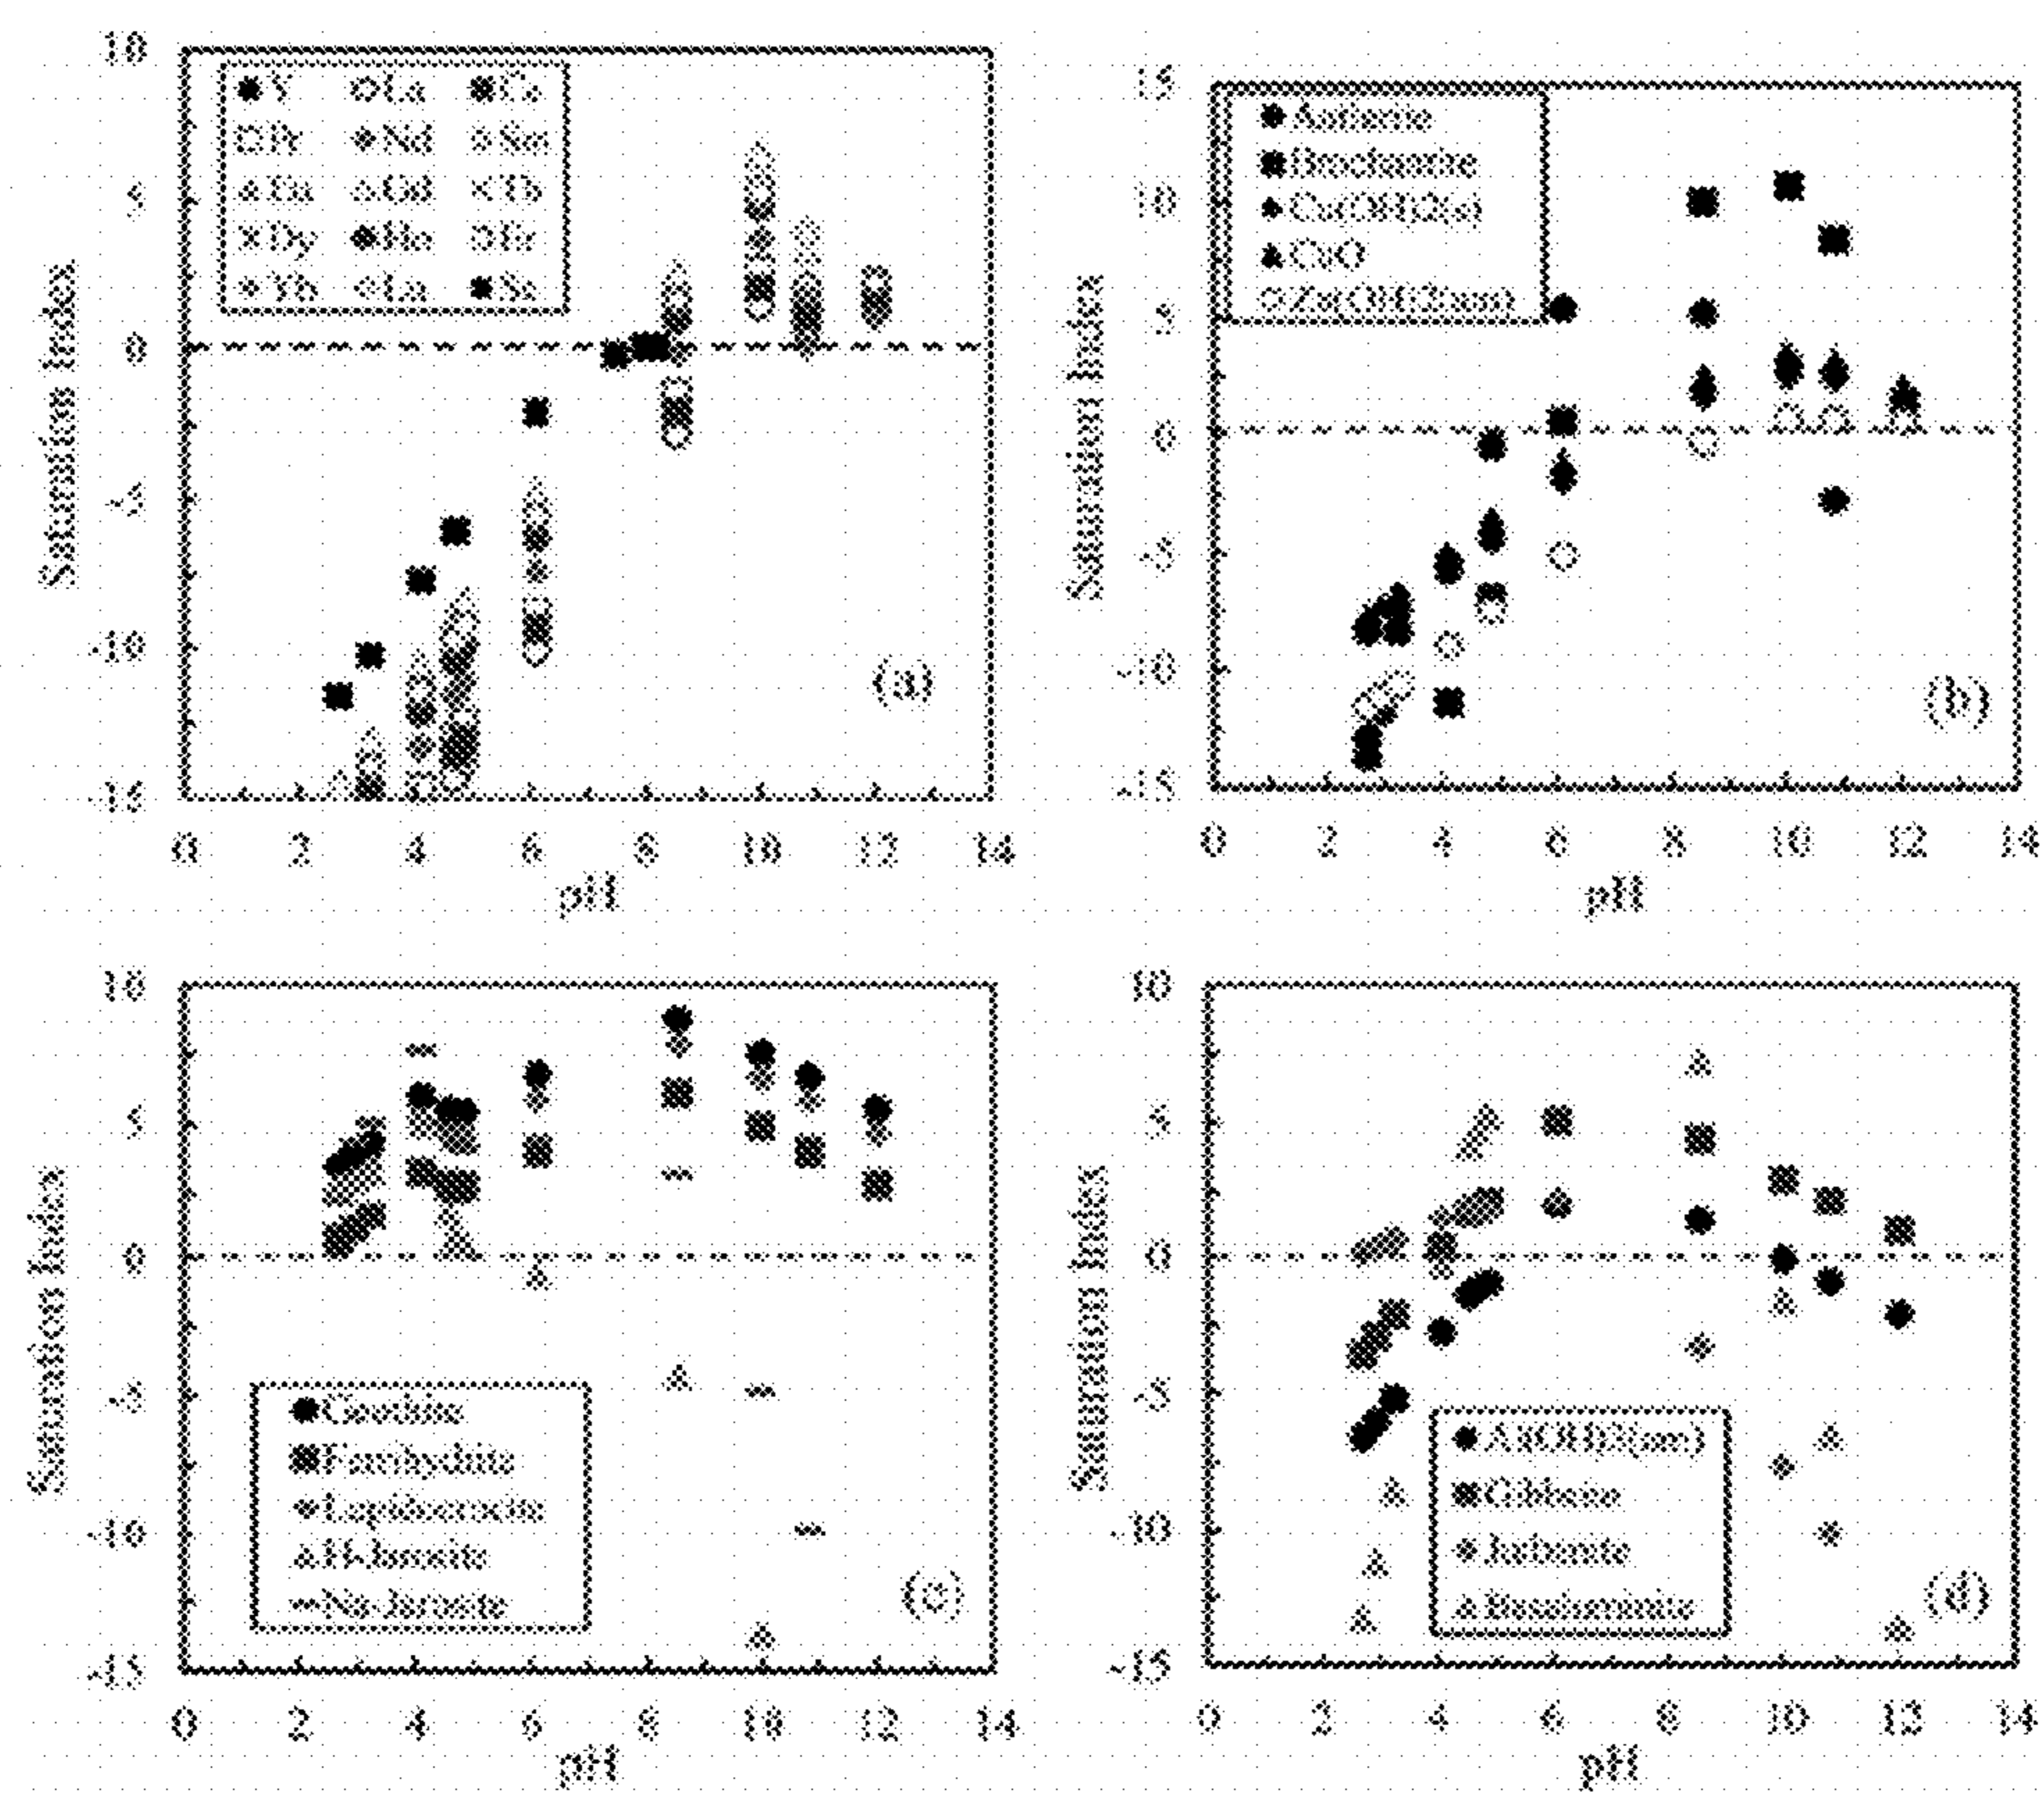 10
5
0
-5
-10
-15
Saturation Index
Y La Ce
Pr Nd Sm
Eu Gd Tb
Dy Ho Er
Yb Lu Sc
(a)
0 2 4 6 8 10 12 14
pH
15
10
5
0
-5
-10
-15
Saturation Index
Brochantite
Cu(OH)2(s)
CuO
(b)
0 2 4 6 8 10 12 14
pH
10
5
0
-5
-10
-15
Saturation Index
Goethite
Ferrihydrite
Lepidocrocite
H-Jarosite
Na-Jarosite
(c)
0 2 4 6 8 10 12 14
pH
10
5
0
-5
-10
-15
Saturation Index
Al(OH)3(am)
Gibbsite
Jurbanite
(d)
0 2 4 6 8 10 12 14
pH